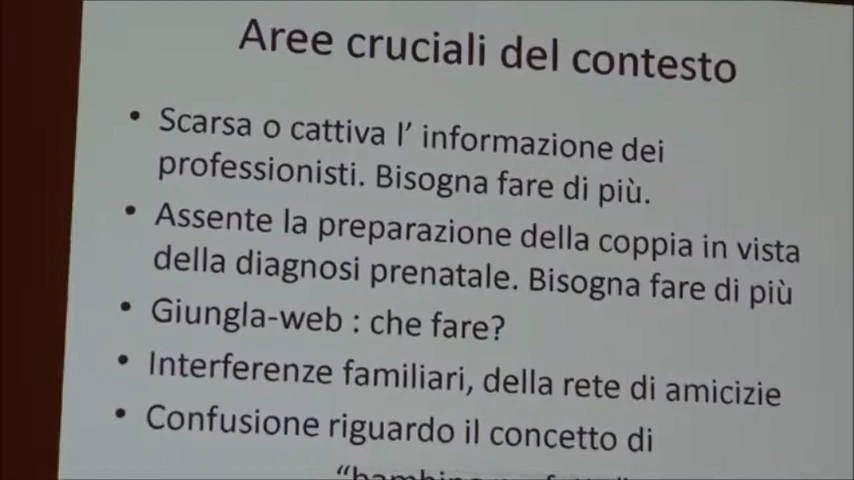 Aree cruciali del contesto
• Scarsa o cattiva l' informazione dei
professionisti. Bisogna fare di più.
• Assente la preparazione della coppia in vista
della diagnosi prenatale. Bisogna fare di più
• Giungla-web : che fare?
• Interferenze familiari, della rete di amicizie
• Confusione riguardo il concetto di